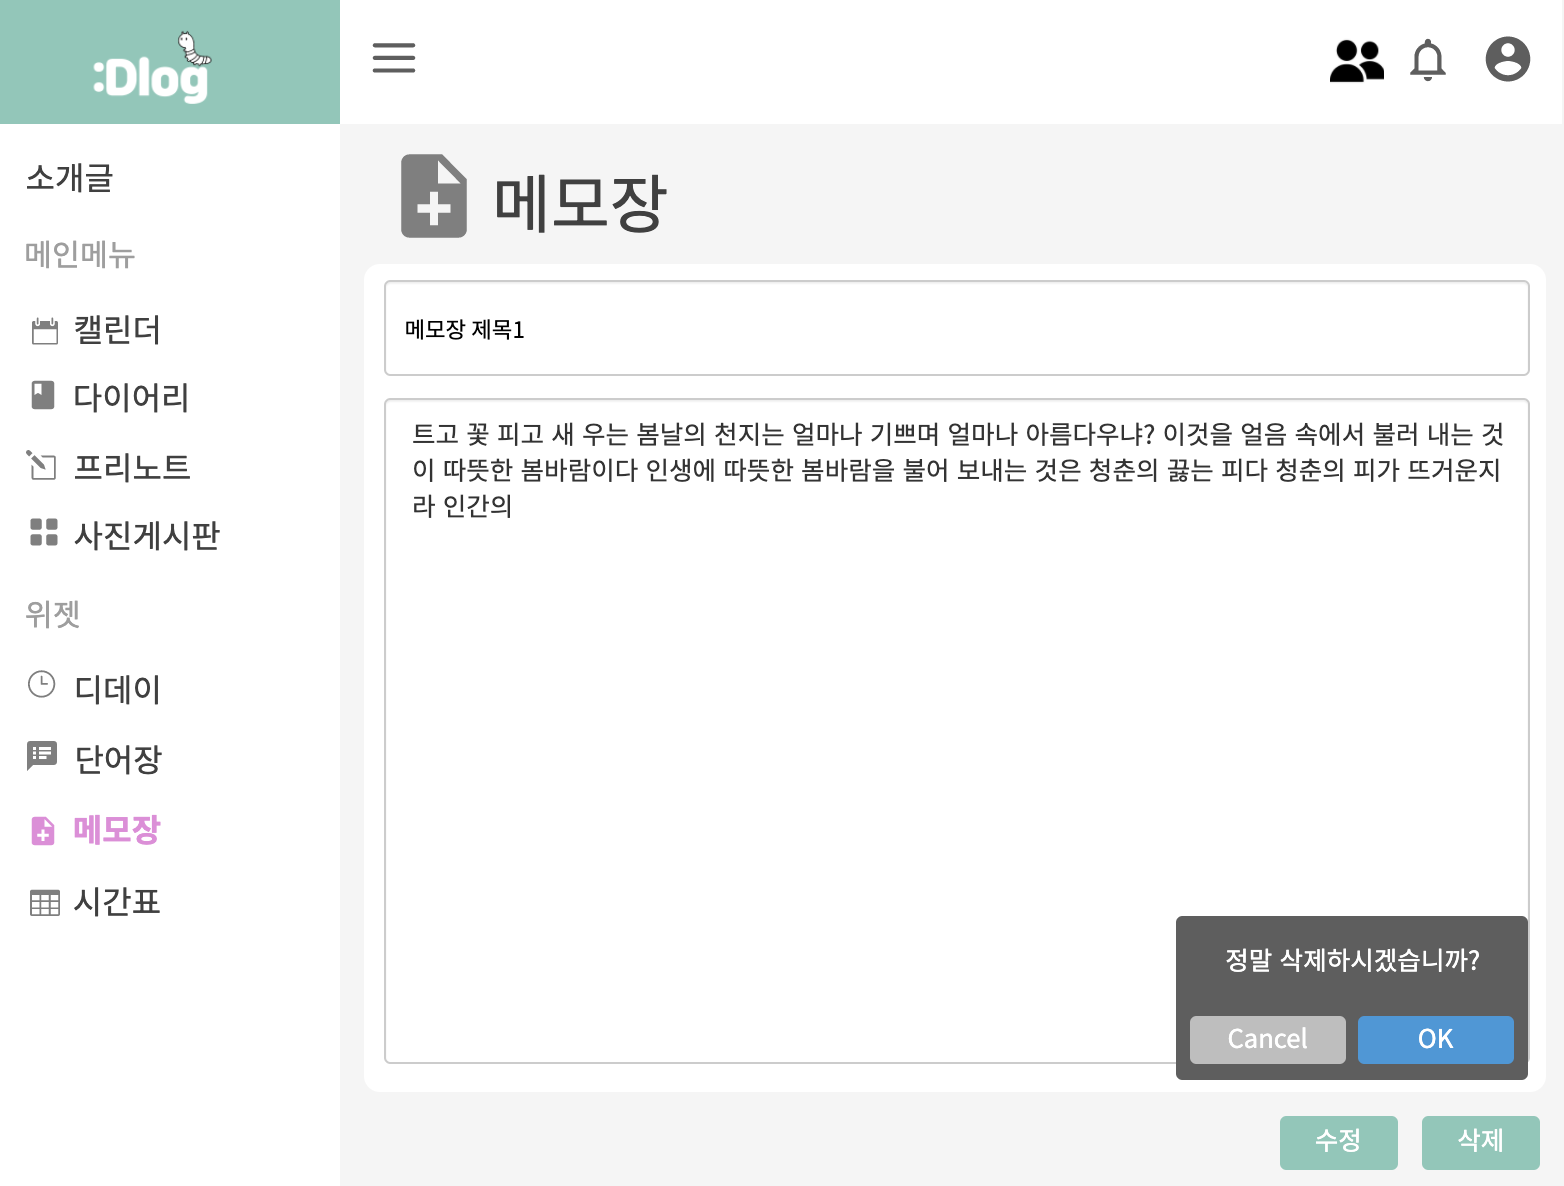 :Dlog
소개글
메인메뉴
캘린더
다이어리
프리노트
사진게시판
위젯
디데이
단어장
메모장
시간표
메모장
메모장 제목1
트고 꽃 피고 새 우는 봄날의 천지는 얼마나 기쁘며 얼마나 아름다우냐? 이것을 얼음 속에서 불러 내는 것
이 따뜻한 봄바람이다 인생에 따뜻한 봄바람을 불어 보내는 것은 청춘의 끓는 피다 청춘의 피가 뜨거운지
라 인간의
정말 삭제하시겠습니까?
Cancel
OK
수정
삭제